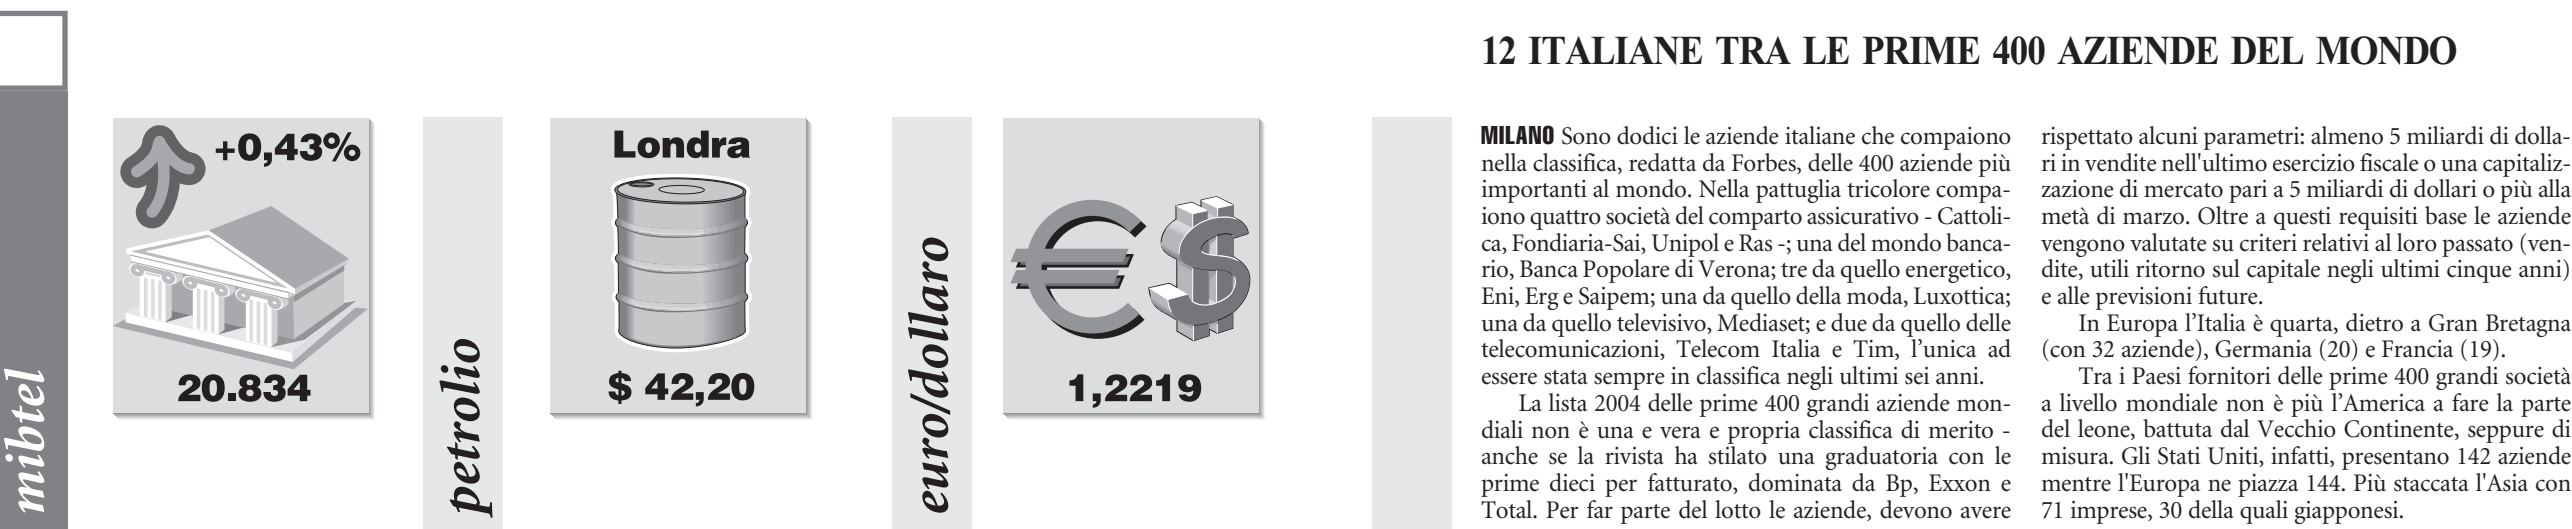 mibtel
+0,43%
20.834
petrolio
Londra
$ 42,20
euro/dollaro
1,2219
12 ITALIANE TRA LE PRIME 400 AZIENDE DEL MONDO
MILANO Sono dodici le aziende italiane che compaiono
nella classifica, redatta da Forbes, delle 400 aziende più
importanti al mondo. Nella pattuglia tricolore compa-
iono quattro società del comparto assicurativo - Cattoli-
ca, Fondiaria-Sai, Unipol e Ras -; una del mondo banca-
rio, Banca Popolare di Verona; tre da quello energetico,
Eni, Erg e Saipem; una da quello della moda, Luxottica;
una da quello televisivo, Mediaset; e due da quello delle
telecomunicazioni, Telecom Italia e Tim, l'unica ad
essere stata sempre in classifica negli ultimi sei anni.
La lista 2004 delle prime 400 grandi aziende mon-
diali non è una e vera e propria classifica di merito -
anche se la rivista ha stilato una graduatoria con le
prime dieci per fatturato, dominata da Bp, Exxon e
Total. Per far parte del lotto le aziende, devono avere
rispettato alcuni parametri: almeno 5 miliardi di dolla-
ri in vendite nell'ultimo esercizio fiscale o una capitaliz-
zazione di mercato pari a 5 miliardi di dollari o più alla
metà di marzo. Oltre a questi requisiti base le aziende
vengono valutate su criteri relativi al loro passato (ven-
dite, utili ritorno sul capitale negli ultimi cinque anni)
e alle previsioni future.
In Europa l'Italia è quarta, dietro a Gran Bretagna
(con 32 aziende), Germania (20) e Francia (19).
Tra i Paesi fornitori delle prime 400 grandi società
a livello mondiale non è più l'America a fare la parte
del leone, battuta dal Vecchio Continente, seppure di
misura. Gli Stati Uniti, infatti, presentano 142 aziende
mentre l'Europa ne piazza 144. Più staccata l'Asia con
71 imprese, 30 della quali giapponesi.